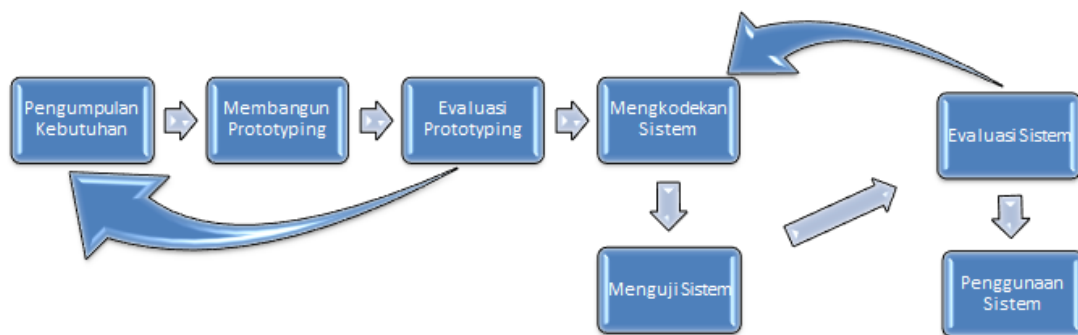 Pengumpulan
Kebutuhan
Membangun
Prototyping
Evaluasi
Prototyping
Mengkodekan
Sistem
Menguji Sistem
Evaluasi Sistem
Penggunaan
Sistem